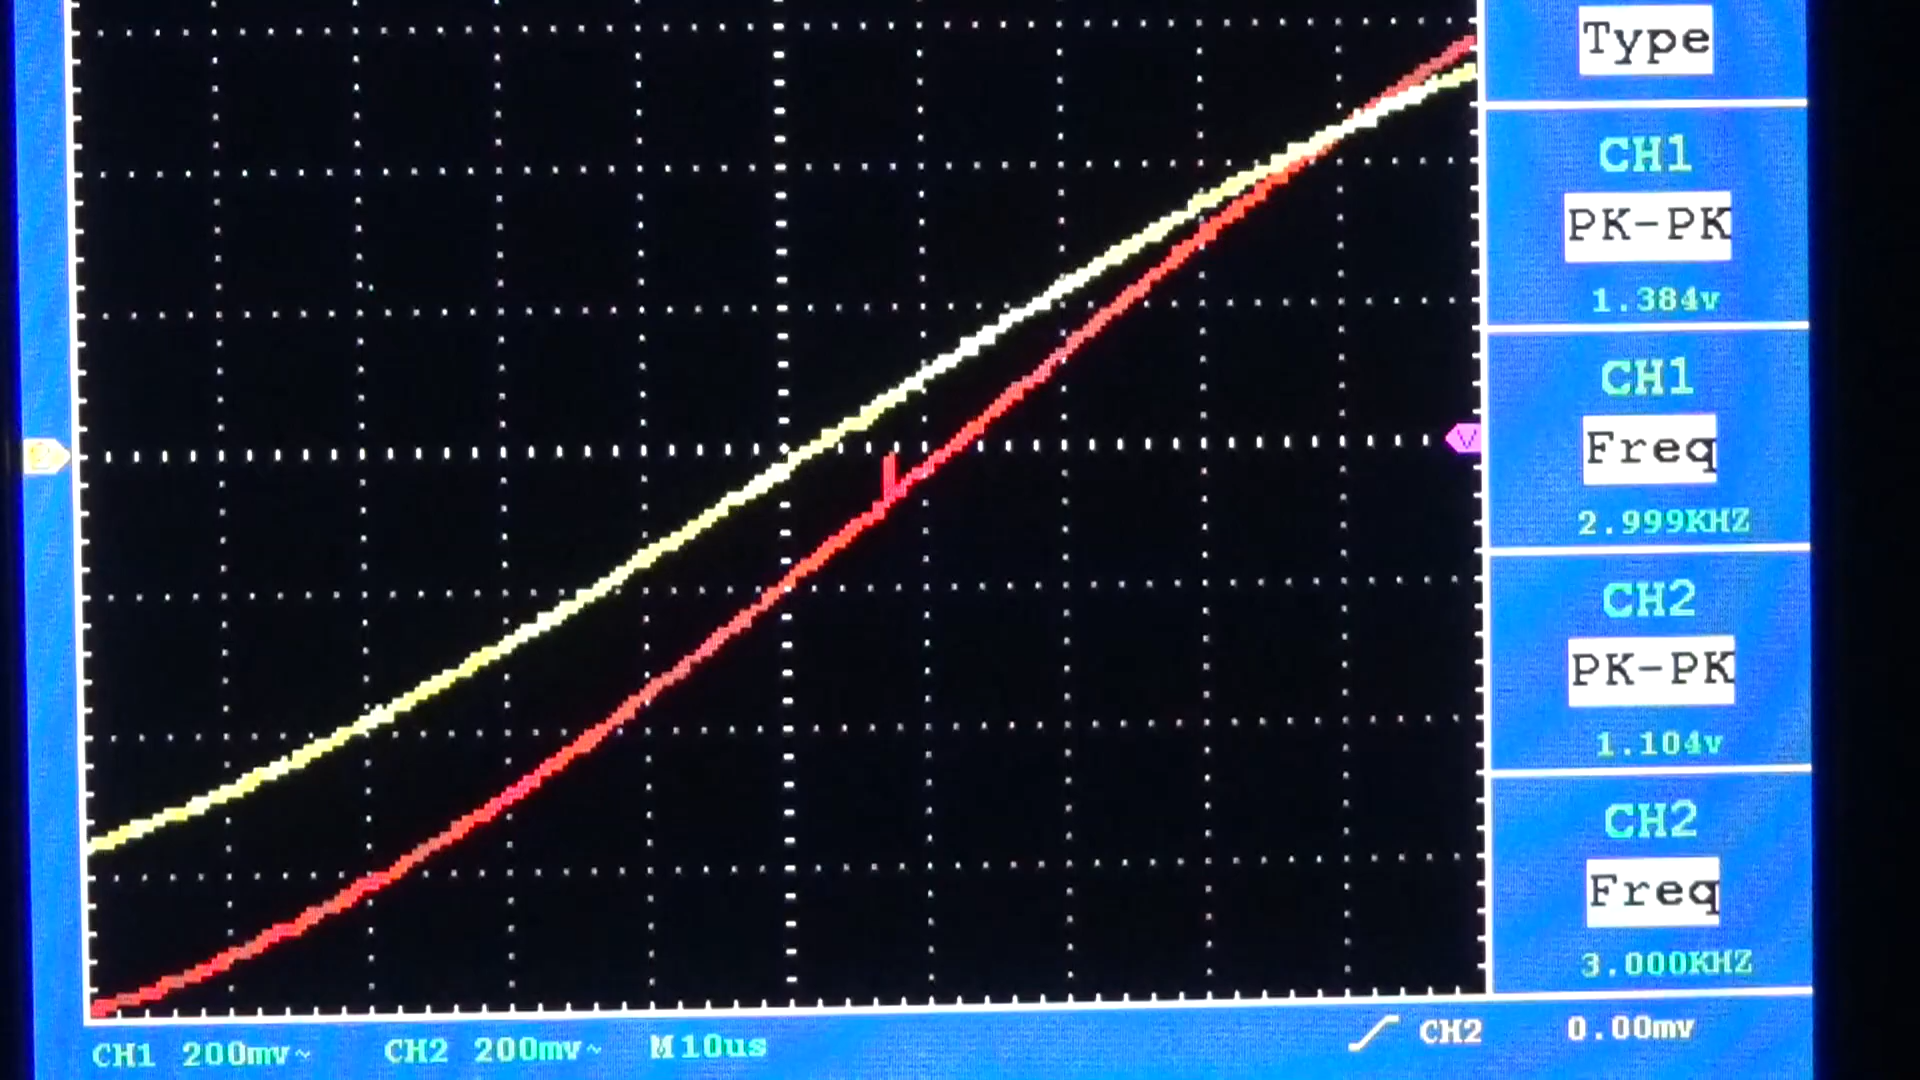 Type
CH1
PK-PK
1.384v
CH1
Freq
2.999KHZ
CH2
PK-PK
1.104v
CH2
Freq
3.000KHZ
CH1 200mv~ CH2 200mv~ M10us CH2 0.00mv